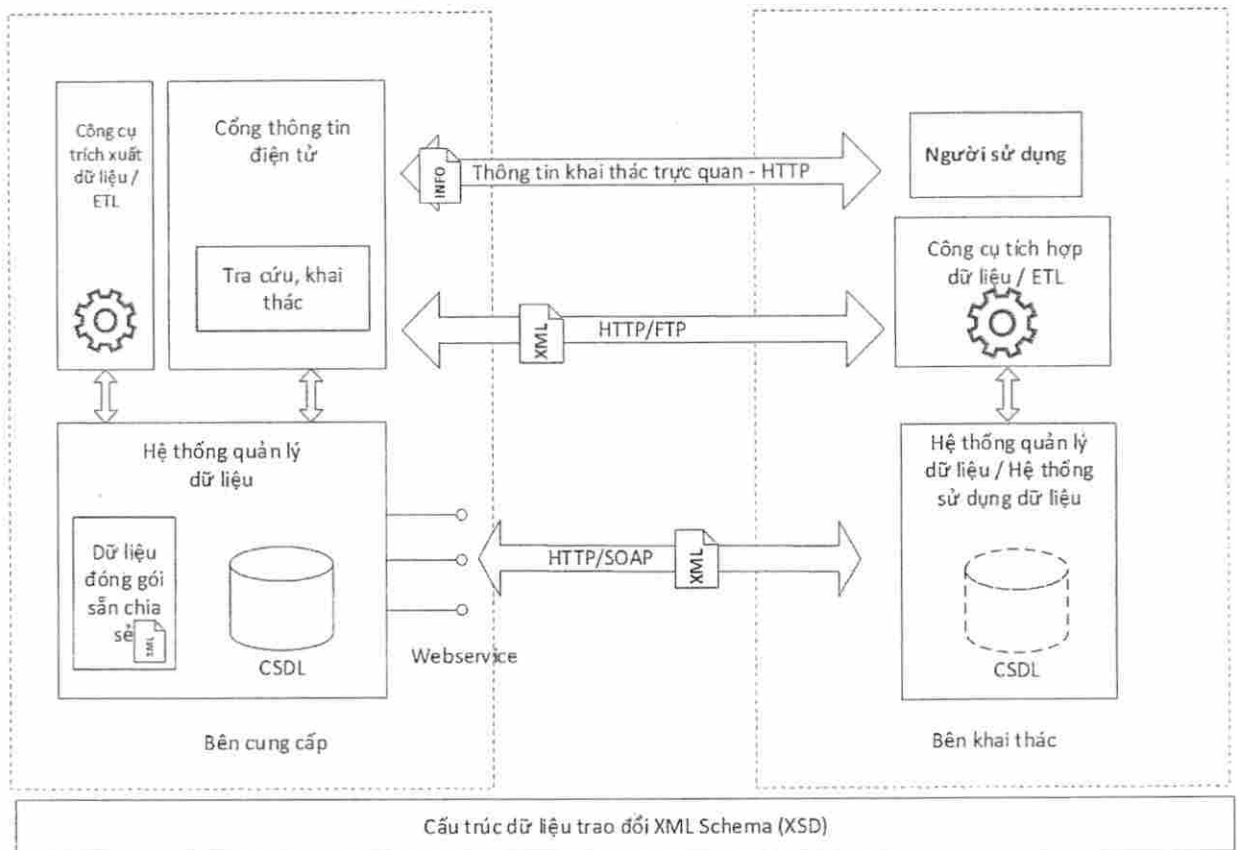 Công cụ
trích xuất
dữ liệu /
ETL
Cổng thông tin
điện tử
Tra cứu, khai
thác
INFO
Thông tin khai thác trực quan - HTTP
Người sử dụng
Công cụ tích hợp
dữ liệu / ETL
XML
HTTP/FTP
Hệ thống quản lý
dữ liệu
Dữ liệu
đóng gói
sẵn chia
sẻ
XML
CSDL
Webservice
HTTP/SOAP
XML
Hệ thống quản lý
dữ liệu / Hệ thống
sử dụng dữ liệu
CSDL
Bên cung cấp
Bên khai thác
Cấu trúc dữ liệu trao đổi XML Schema (XSD)